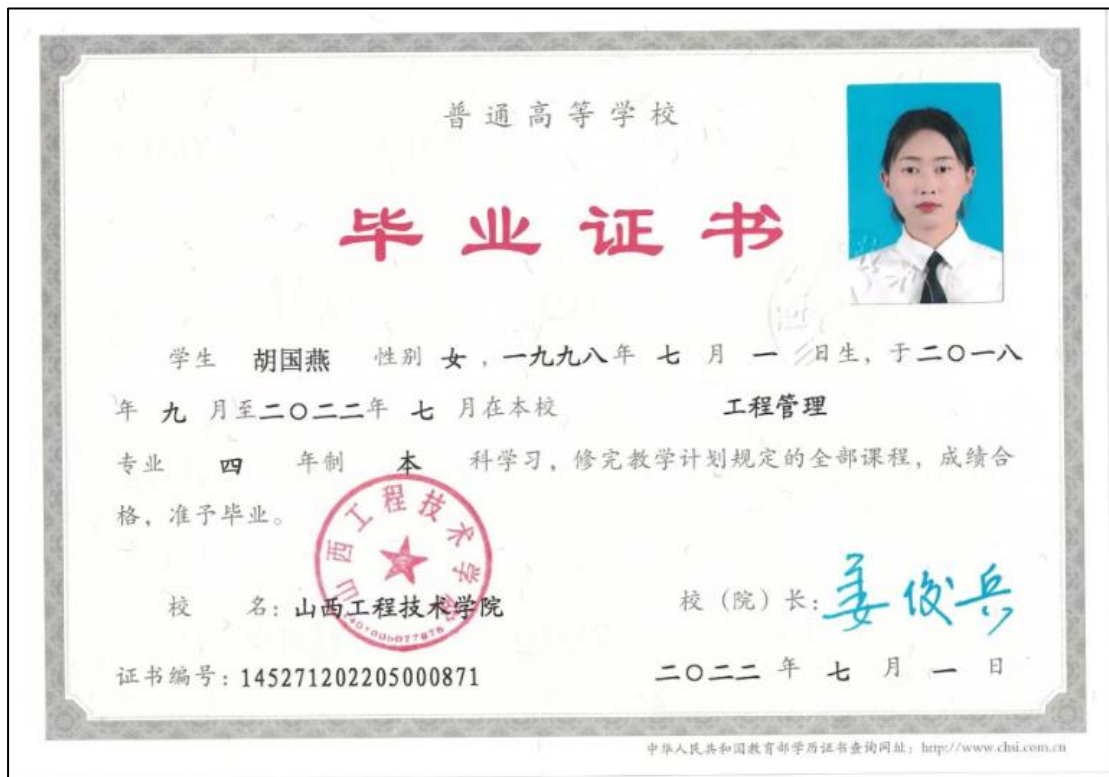 普通高等学校
毕业证书
学生 胡国燕 性别 女，一九九八年 七 月 一 日生，于二〇一八
年 九 月至二〇二二年 七 月在本校 工程管理
专业 四 年制 本 科学习，修完教学计划规定的全部课程，成绩合
格，准予毕业。
山西工程技术学院
校 名：山西工程技术学院 校（院）长：姜俊兵
证书编号：145271202205000871 二〇二二 年 七 月 一 日
中华人民共和国教育部学历证书查询网址：http://www.chsi.com.cn